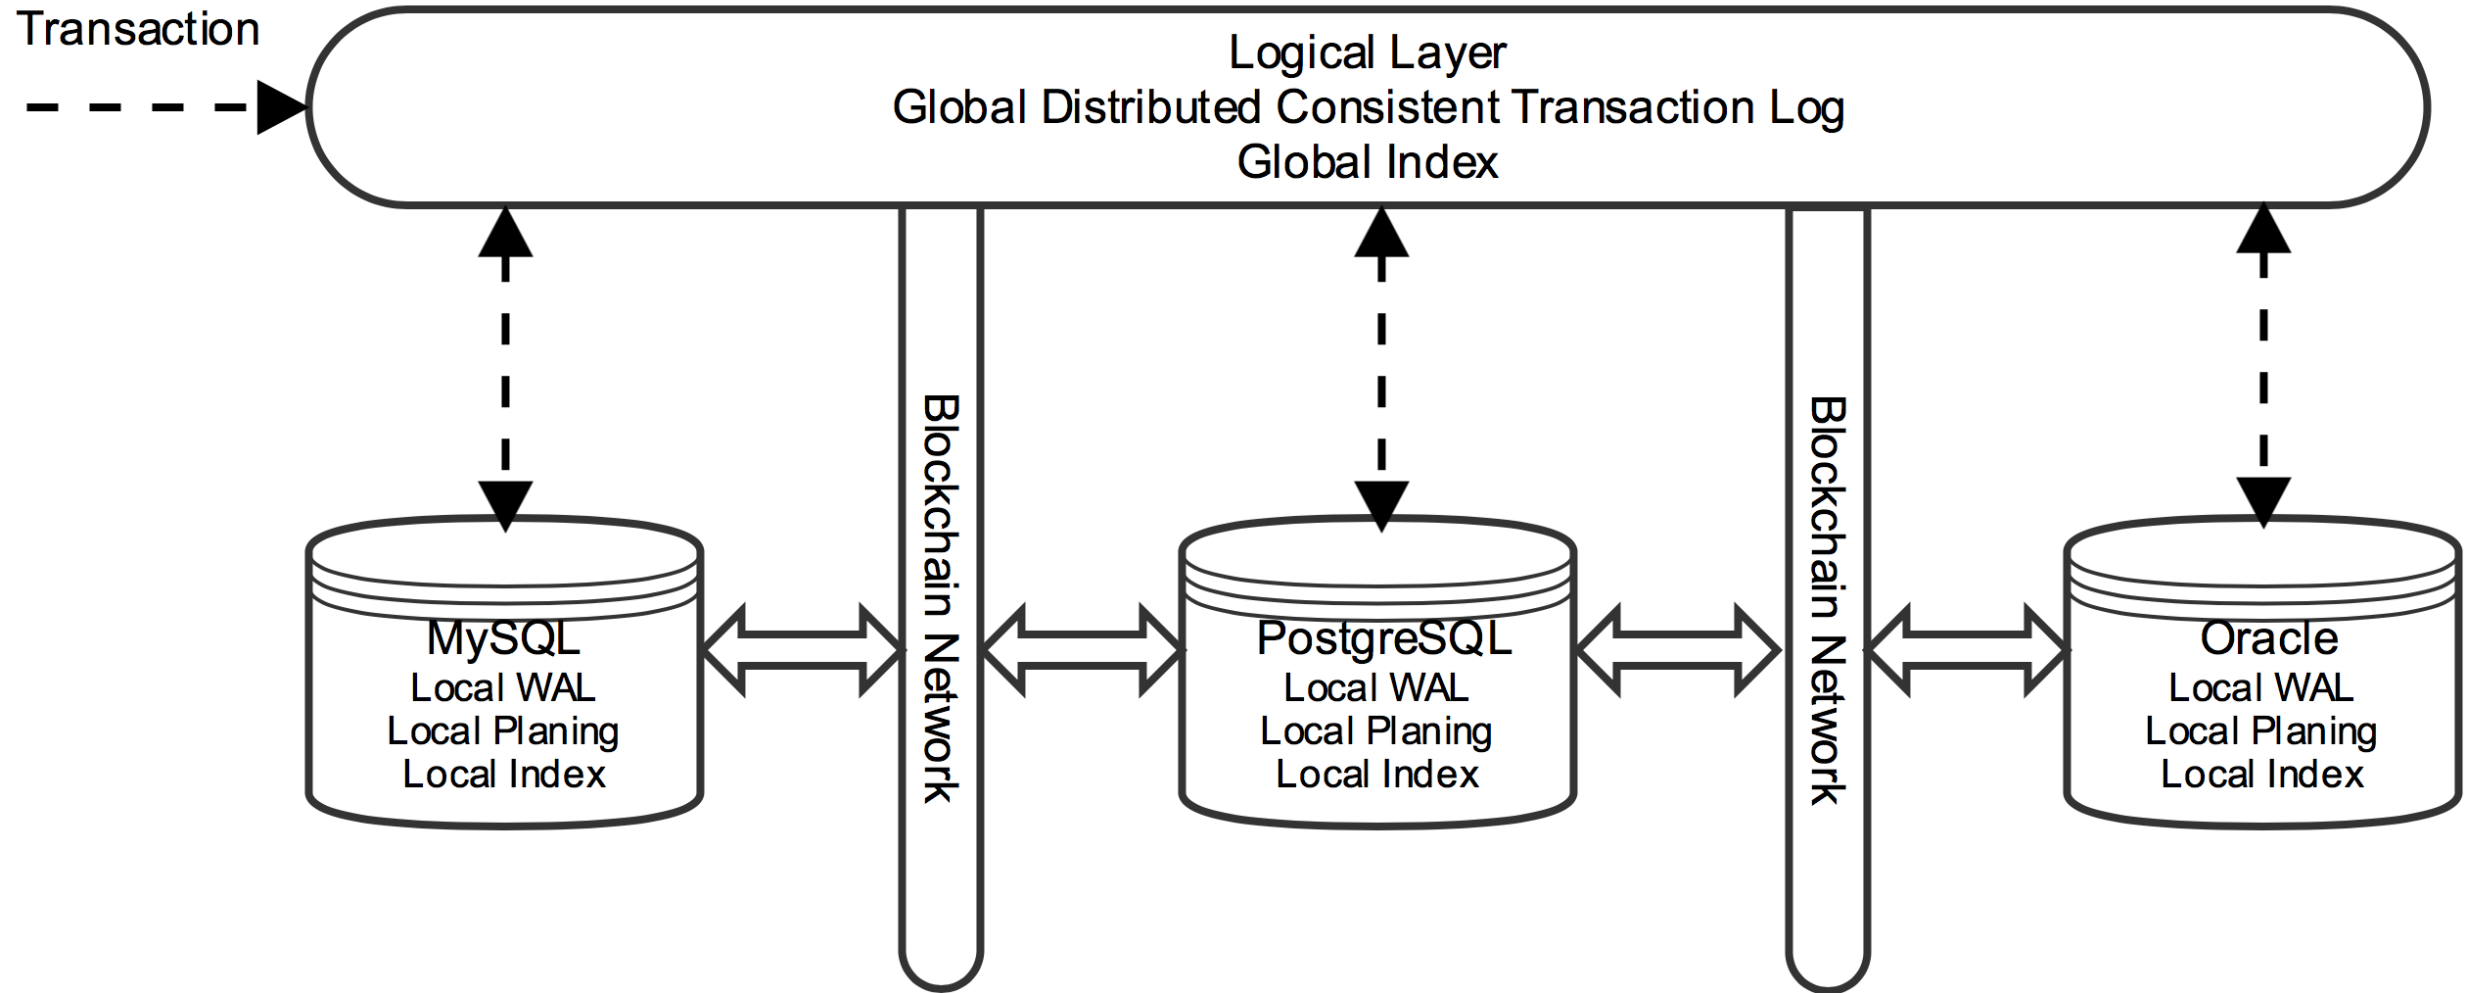 Transaction
Logical Layer
Global Distributed Consistent Transaction Log
Global Index
Blockchain Network
Blockchain Network
MySQL
Local WAL
Local Planing
Local Index
PostgreSQL
Local WAL
Local Planing
Local Index
Oracle
Local WAL
Local Planing
Local Index